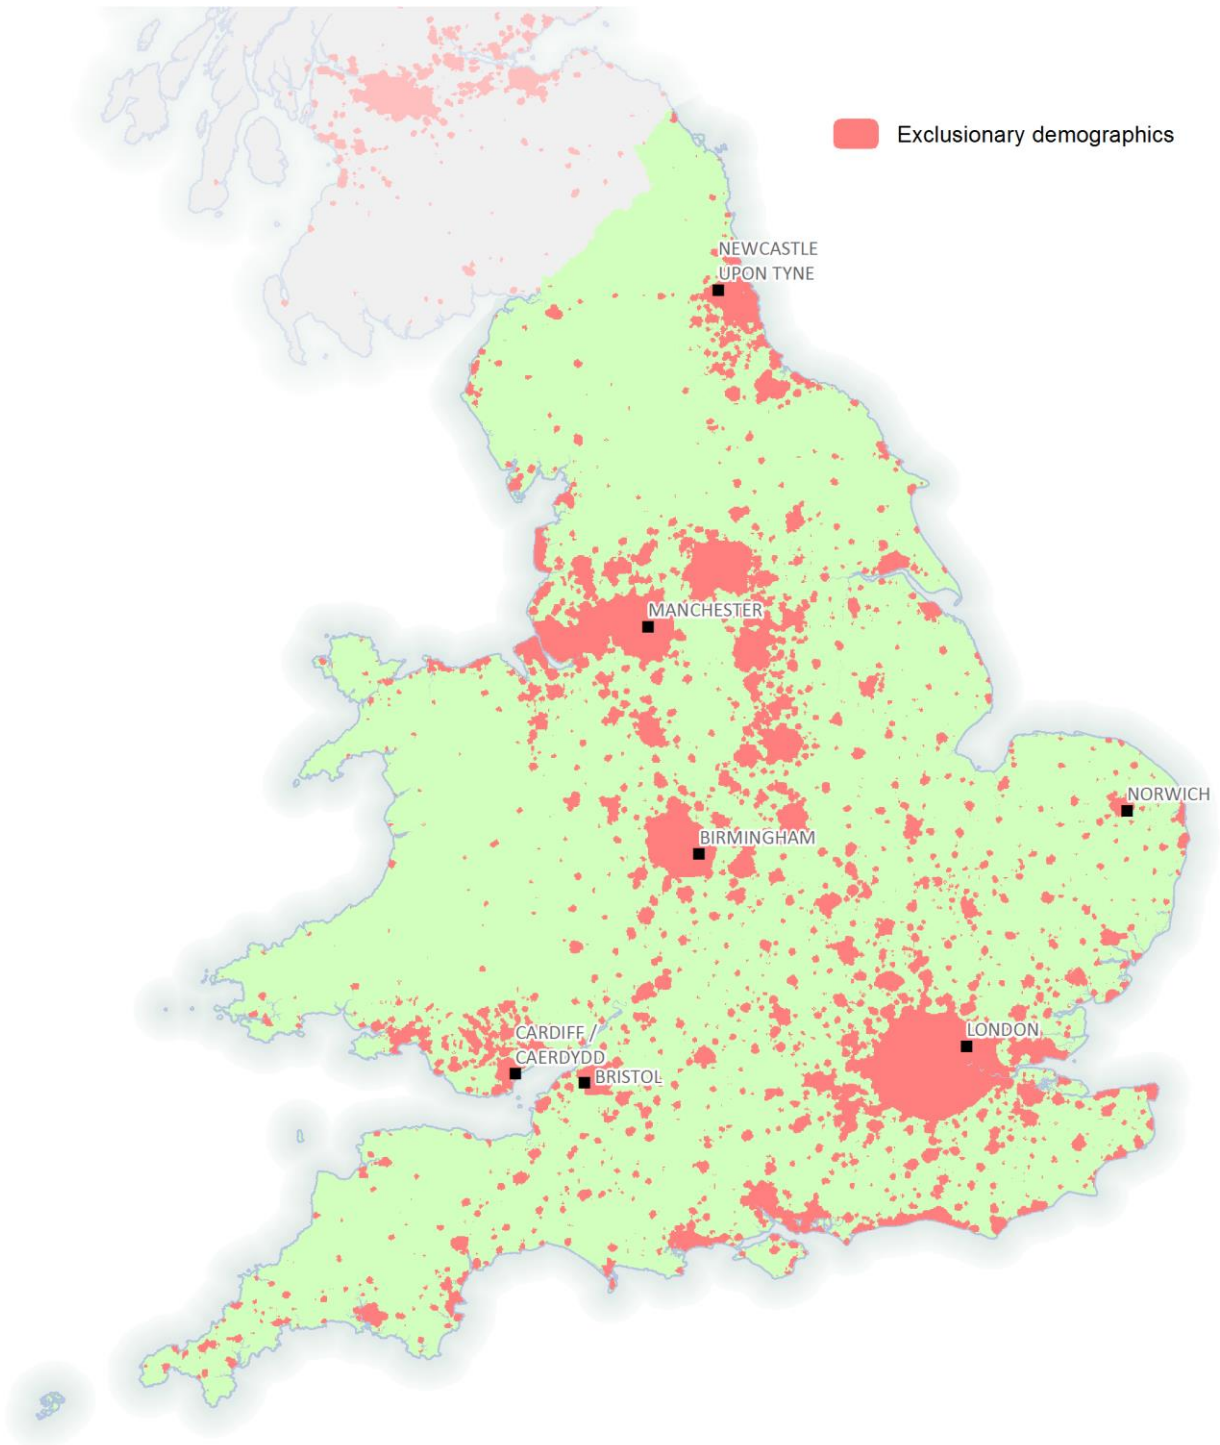 Exclusionary demographics
NEWCASTLE
UPON TYNE
MANCHESTER
NORWICH
BIRMINGHAM
CARDIFF /
CAERDYDD
LONDON
BRISTOL